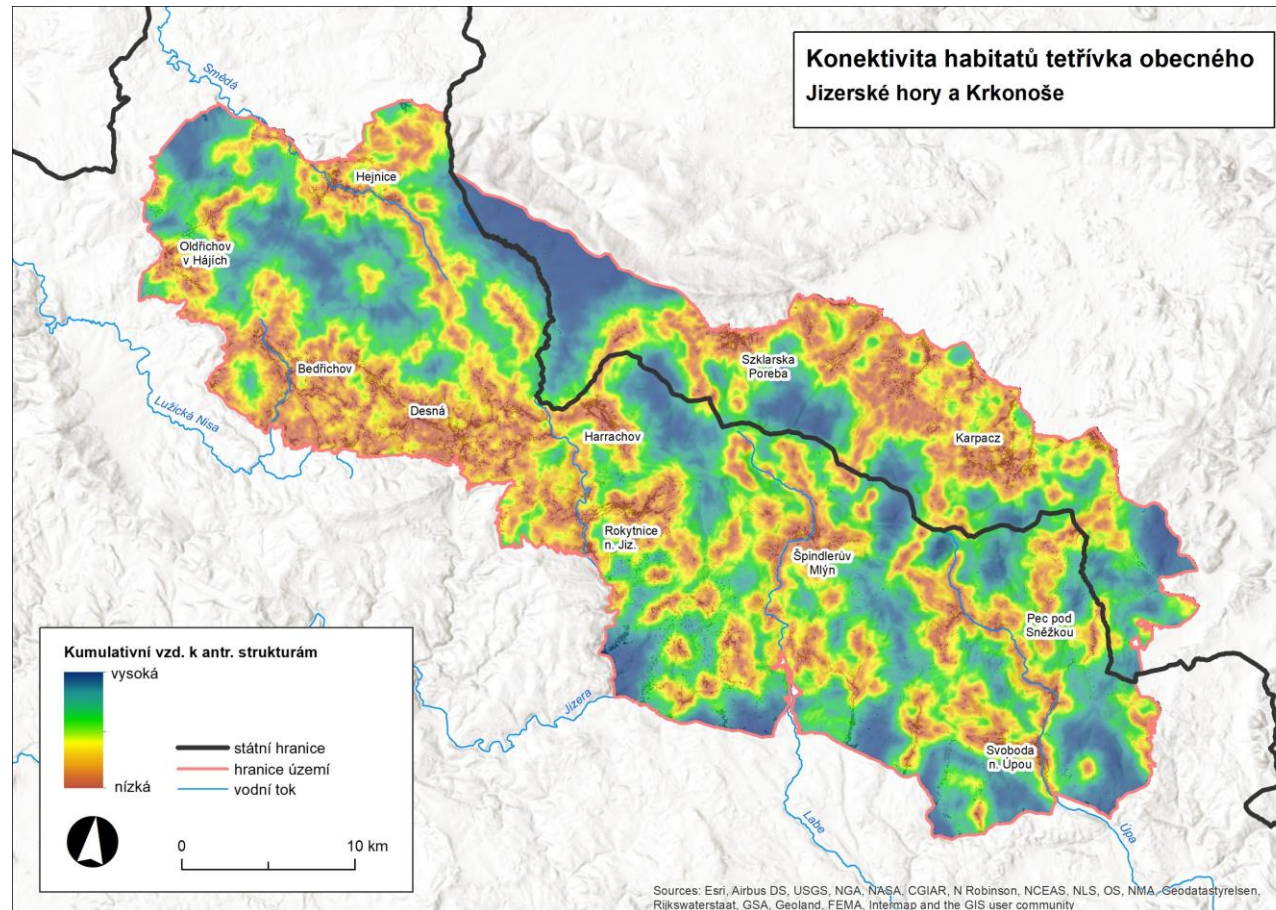 Konektivita habitatů tetřívka obecného
Jizerské hory a Krkonoše
Smědá
Hejnice
Oldřichov
v Hájích
Bedřichov
Lužická Nisa
Desná
Szklarska
Poreba
Harrachov
Karpacz
Rokytnice
n. Jiz.
Špindlerův
Mlýn
Pec pod
Sněžkou
Jizera
Svoboda
n. Úpou
Labe
Úpa
Kumulativní vzd. k antr. strukturám
vysoká
nízká
státní hranice
hranice území
vodní tok
0 10 km
Sources: Esri, Airbus DS, USGS, NGA, NASA, CGIAR, N Robinson, NCEAS, NLS, OS, NMA, Geodatastyrelsen,
Rijkswaterstaat, GSA, Geoland, FEMA, Intermap and the GIS user community